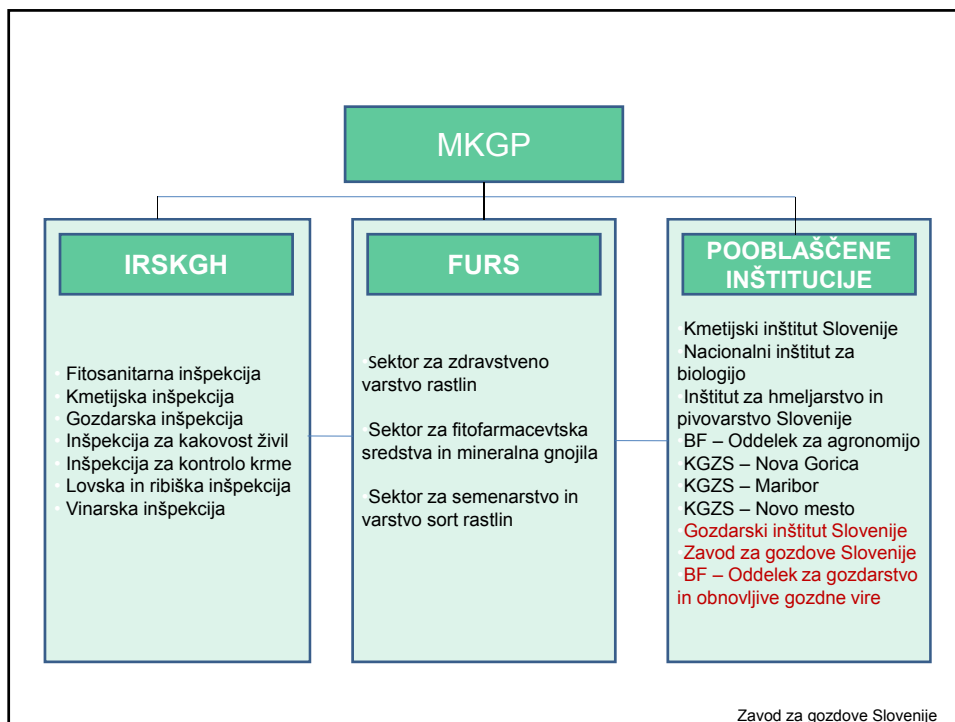 MKGP
IRSKGH
• Fitosanitarna inšpekcija
• Kmetijska inšpekcija
• Gozdarska inšpekcija
• Inšpekcija za kakovost živil
• Inšpekcija za kontrolo krme
• Lovska in ribiška inšpekcija
• Vinarska inšpekcija
FURS
• Sektor za zdravstveno
varstvo rastlin
• Sektor za fitofarmacevtska
sredstva in mineralna gnojila
• Sektor za semenarstvo in
varstvo sort rastlin
POOBLAŠČENE
INŠTITUCIJE
• Kmetijski inštitut Slovenije
• Nacionalni inštitut za
biologijo
• Inštitut za hmeljarstvo in
pivovarstvo Slovenije
• BF – Oddelek za agronomijo
• KGZS – Nova Gorica
• KGZS – Maribor
• KGZS – Novo mesto
• Gozdarski inštitut Slovenije
• Zavod za gozdove Slovenije
• BF – Oddelek za gozdarstvo
in obnovljive gozdne vire
Zavod za gozdove Slovenije